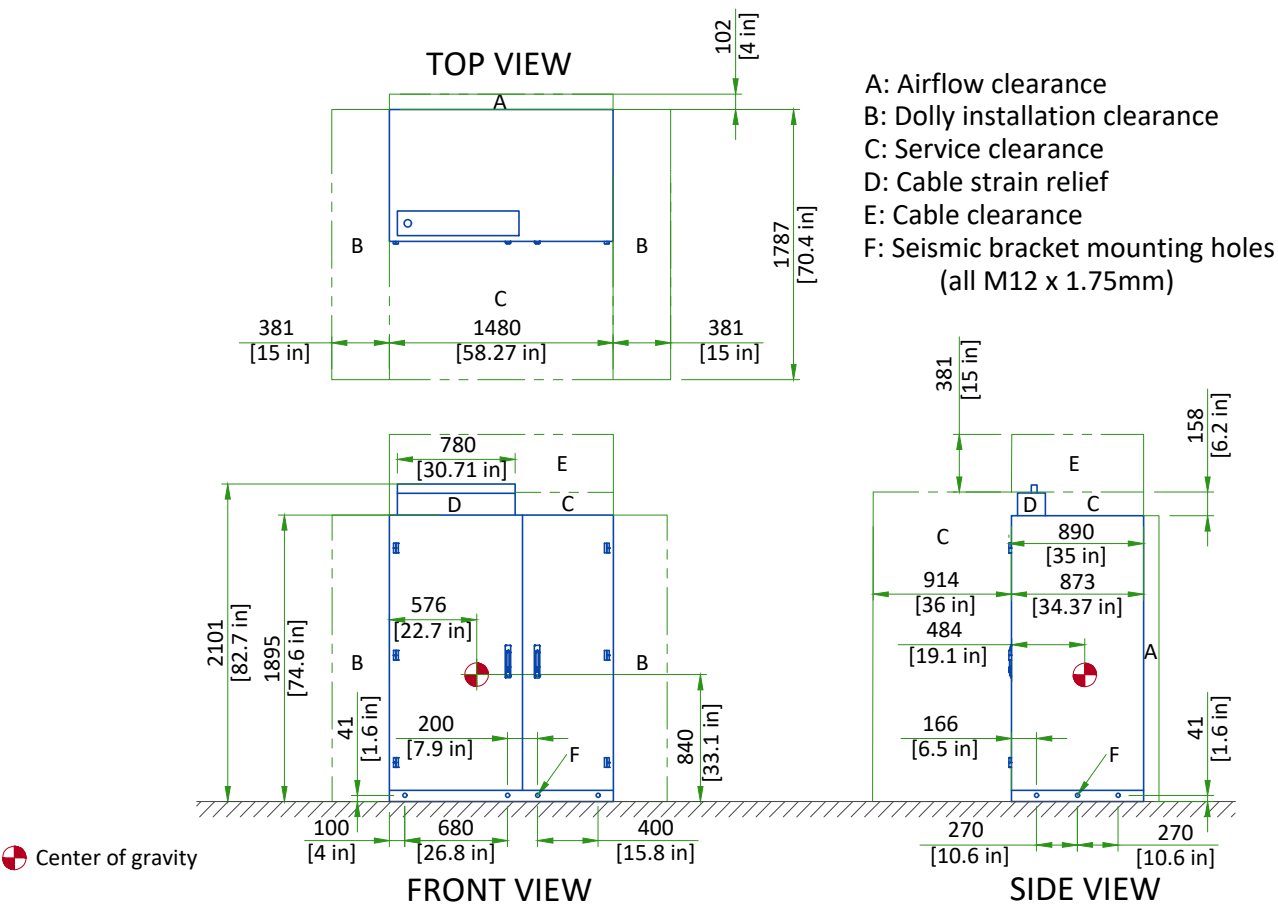 TOP VIEW
102
[4 in]
A
B
B
C
1787
[70.4 in]
381
[15 in]
1480
[58.27 in]
381
[15 in]
A: Airflow clearance
B: Dolly installation clearance
C: Service clearance
D: Cable strain relief
E: Cable clearance
F: Seismic bracket mounting holes
(all M12 x 1.75mm)
780
[30.71 in]
E
D
C
576
[22.7 in]
2101
[82.7 in]
1895
[74.6 in]
B
B
41
[1.6 in]
200
[7.9 in]
F
840
[33.1 in]
100
[4 in]
680
[26.8 in]
400
[15.8 in]
Center of gravity
FRONT VIEW
381
[15 in]
158
[6.2 in]
E
D
C
C
890
[35 in]
914
[36 in]
873
[34.37 in]
484
[19.1 in]
A
166
[6.5 in]
F
41
[1.6 in]
270
[10.6 in]
270
[10.6 in]
SIDE VIEW